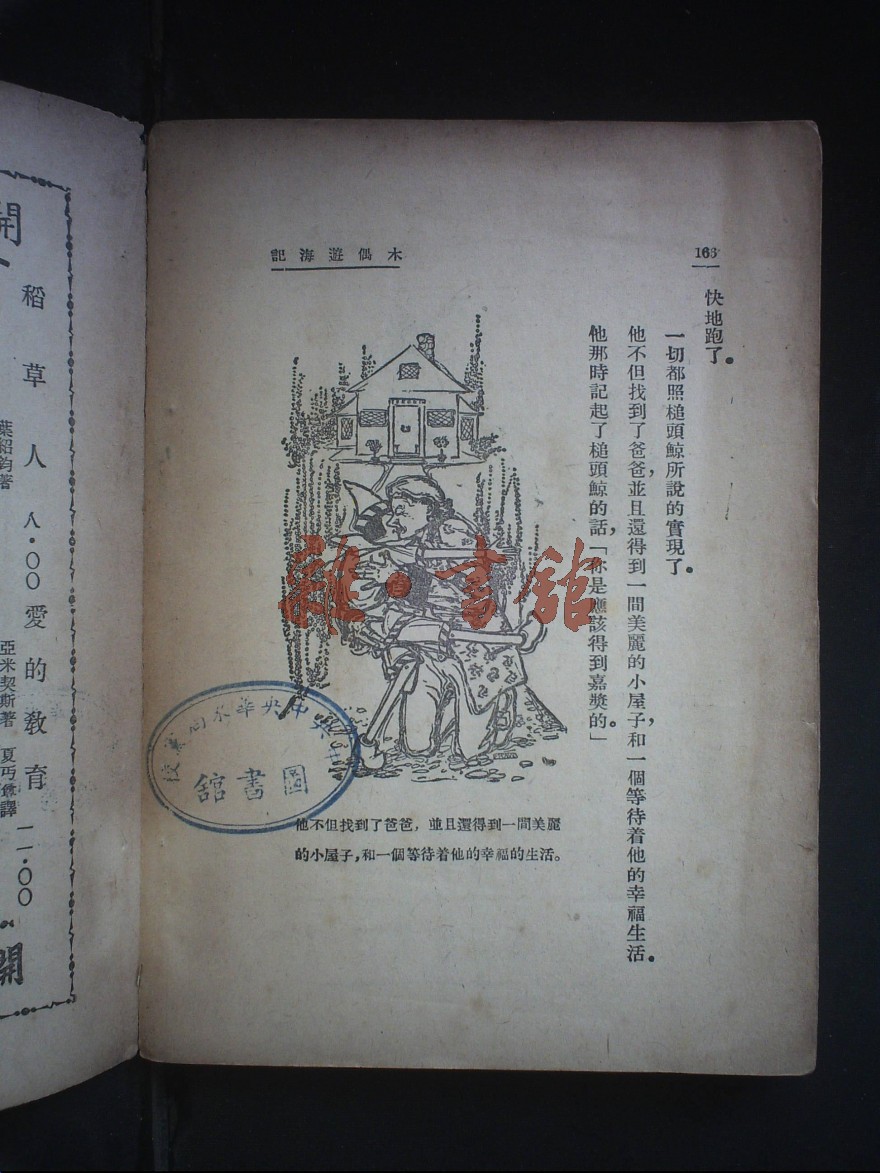 166
木偶遊海記
快地跑了。
一切都照槌頭鯨所說的實現了。
他不但找到了爸爸，並且還得到一間美麗的小屋子，和一個等待着他的幸福生活。
他那時記起了槌頭鯨的話，「你是應該得到嘉獎的。」
他不但找到了爸爸，並且還得到一間美麗
的小屋子，和一個等待着他的幸福的生活。
雜·書館
圖書館
開
稻草人 八·〇〇
葉紹鈞著
愛的教育 一一·〇〇
亞米契斯著 夏丏尊譯
開